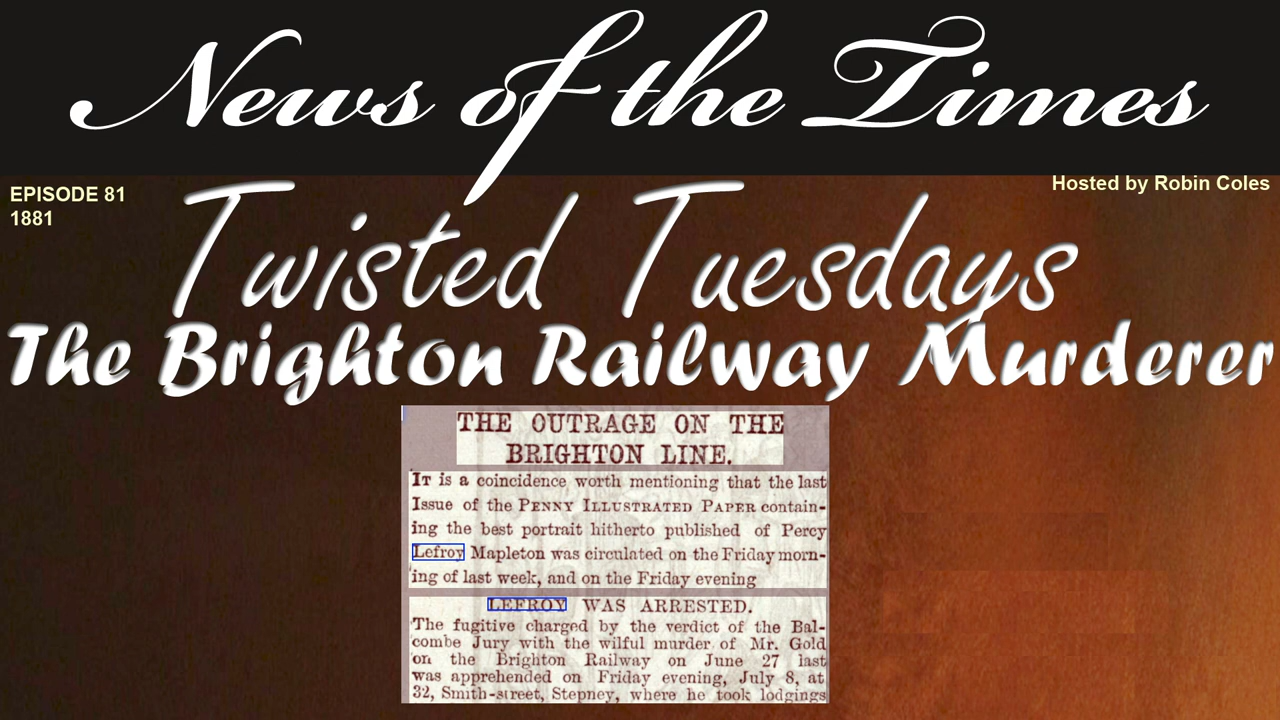 News of the Times
EPISODE 81
1881
Hosted by Robin Coles
Twisted Tuesdays
The Brighton Railway Murderer
THE OUTRAGE ON THE
BRIGHTON LINE.
IT is a coincidence worth mentioning that the last
Issue of the PENNY ILLUSTRATED PAPER contain-
ing the best portrait hitherto published of Percy
Lefroy Mapleton was circulated on the Friday morn-
ing of last week, and on the Friday evening
LEFROY WAS ARRESTED.
The fugitive charged by the verdict of the Bal-
combe Jury with the wilful murder of Mr. Gold
on the Brighton Railway on June 27 last
was apprehended on Friday evening, July 8, at
32, Smith-street, Stepney, where he took lodgings